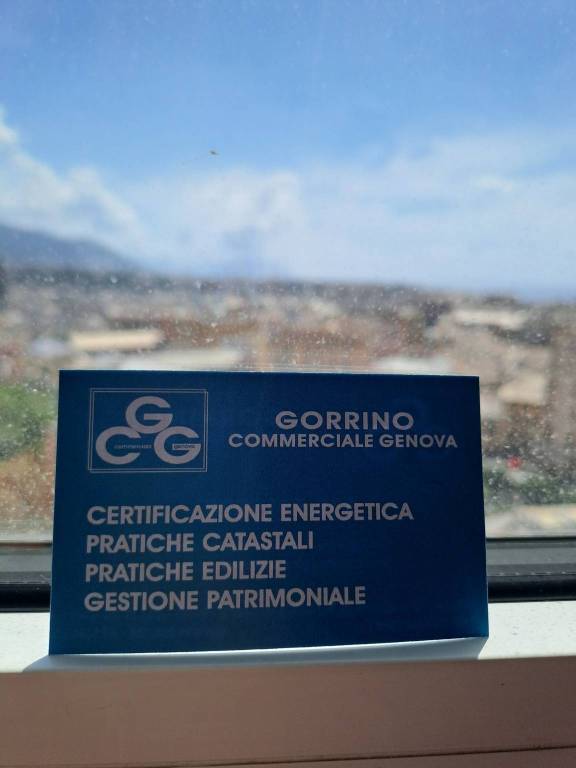 G
C G
GORRINO
COMMERCIALE GENOVA
CERTIFICAZIONE ENERGETICA
PRATICHE CATASTALI
PRATICHE EDILIZIE
GESTIONE PATRIMONIALE